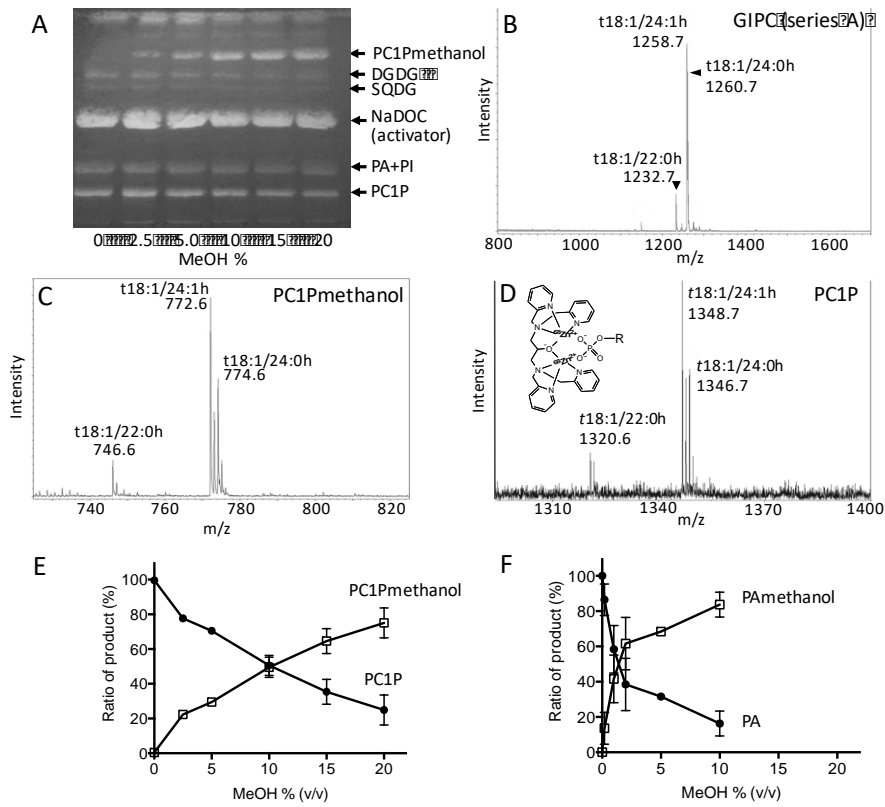 A
PC1Pmethanol
DGDG
SQDG
NaDOC
(activator)
PA+PI
PC1P
0 2.5 5.0 10 15 20
MeOH %
B
GIPC (series A)
t18:1/24:1h
1258.7
t18:1/24:0h
1260.7
t18:1/22:0h
1232.7
Intensity
800 1000 1200 1400 1600
m/z
C
PC1Pmethanol
t18:1/24:1h
772.6
t18:1/24:0h
774.6
t18:1/22:0h
746.6
Intensity
740 760 780 800 820
m/z
D
PC1P
t18:1/24:1h
1348.7
t18:1/24:0h
1346.7
t18:1/22:0h
1320.6
Intensity
1310 1340 1370 1400
m/z
E
PC1Pmethanol
PC1P
Ratio of product (%)
100
80
60
40
20
0
0 5 10 15 20
MeOH % (v/v)
F
PAmethanol
PA
Ratio of product (%)
100
80
60
40
20
0
0 5 10 15 20
MeOH % (v/v)